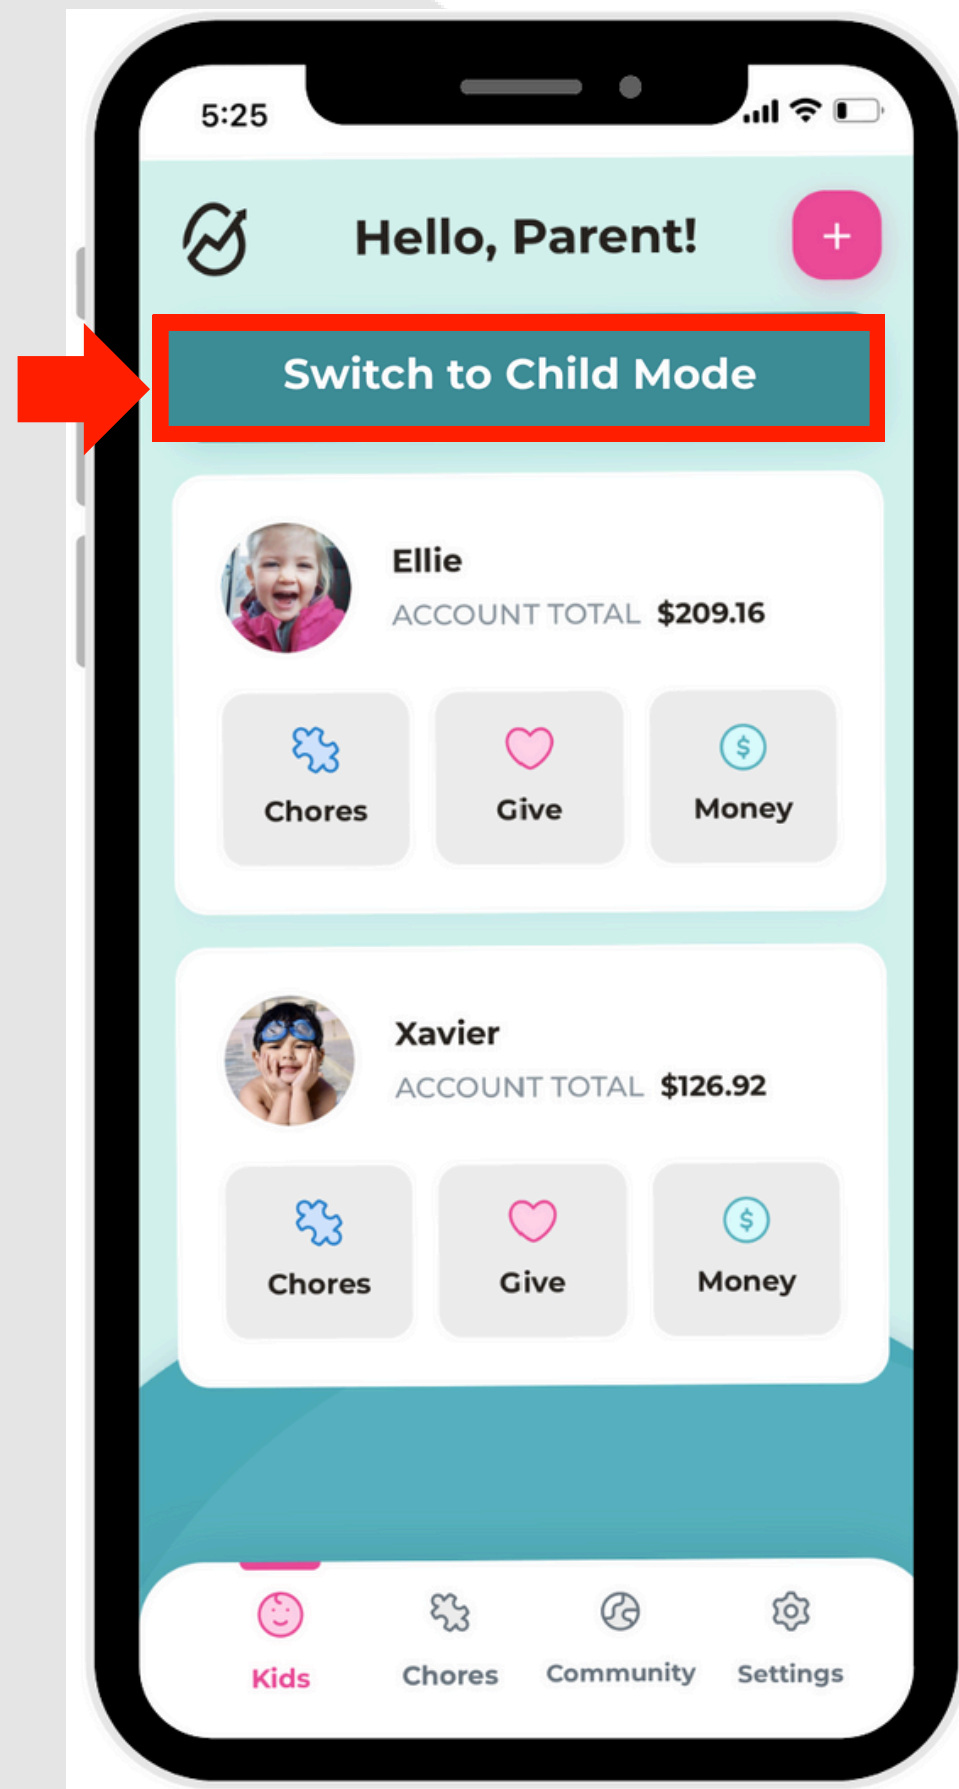 5:25
Hello, Parent!
+
Switch to Child Mode
Ellie
ACCOUNT TOTAL $209.16
Chores Give Money
Xavier
ACCOUNT TOTAL $126.92
Chores Give Money
Kids Chores Community Settings